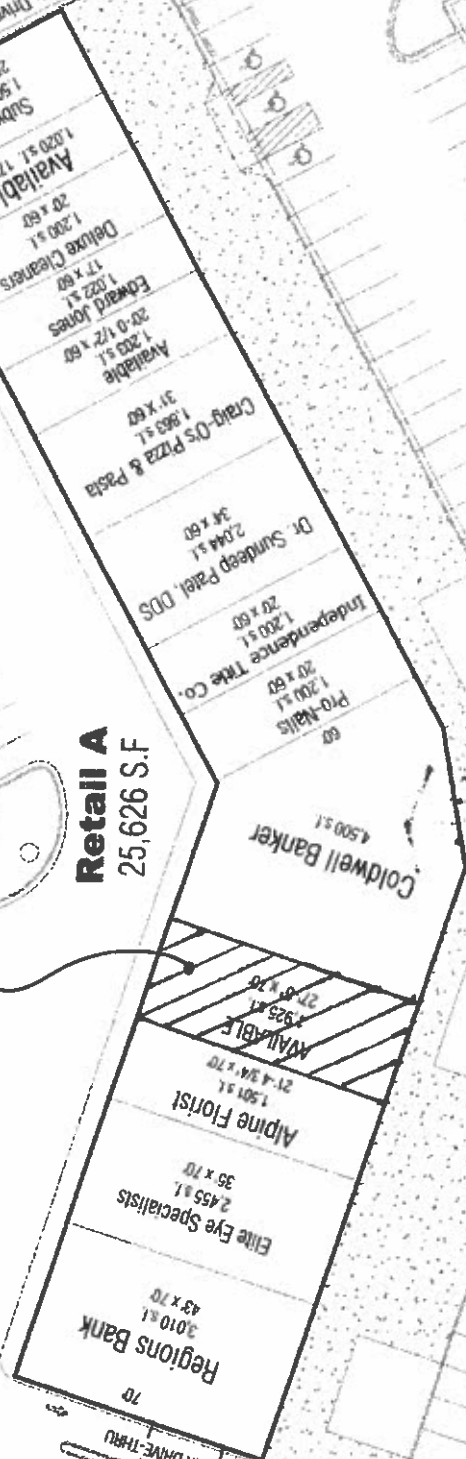 Retail A
25,626 S.F
1,020 s.f.
Deluxe Cleaners
1,200 s.f.
20' x 60'
Edward Jones
1,022 s.f.
17' x 60'
Available
1,203 s.f.
20'-0 1/2" x 60'
Craig-O's Pizza & Pasta
1,863 s.f.
31' X 60'
Dr. Sundeep Patel, DDS
2,044 s.f.
34' x 60'
Independence Title Co.
1,200 s.f.
20' x 60'
Pro-Nails
1,200 s.f.
20' x 60'
60'
Coldwell Banker
4,500 s.f.
AVAILABLE
1,925 s.f.
27'-6" x 70'
Alpine Florist
1,501 s.f.
21'-4 3/4" x 70'
Elite Eye Specialists
2,455 s.f.
35' x 70'
Regions Bank
3,010 s.f.
43' x 70'
70'
DRIVE-THRU